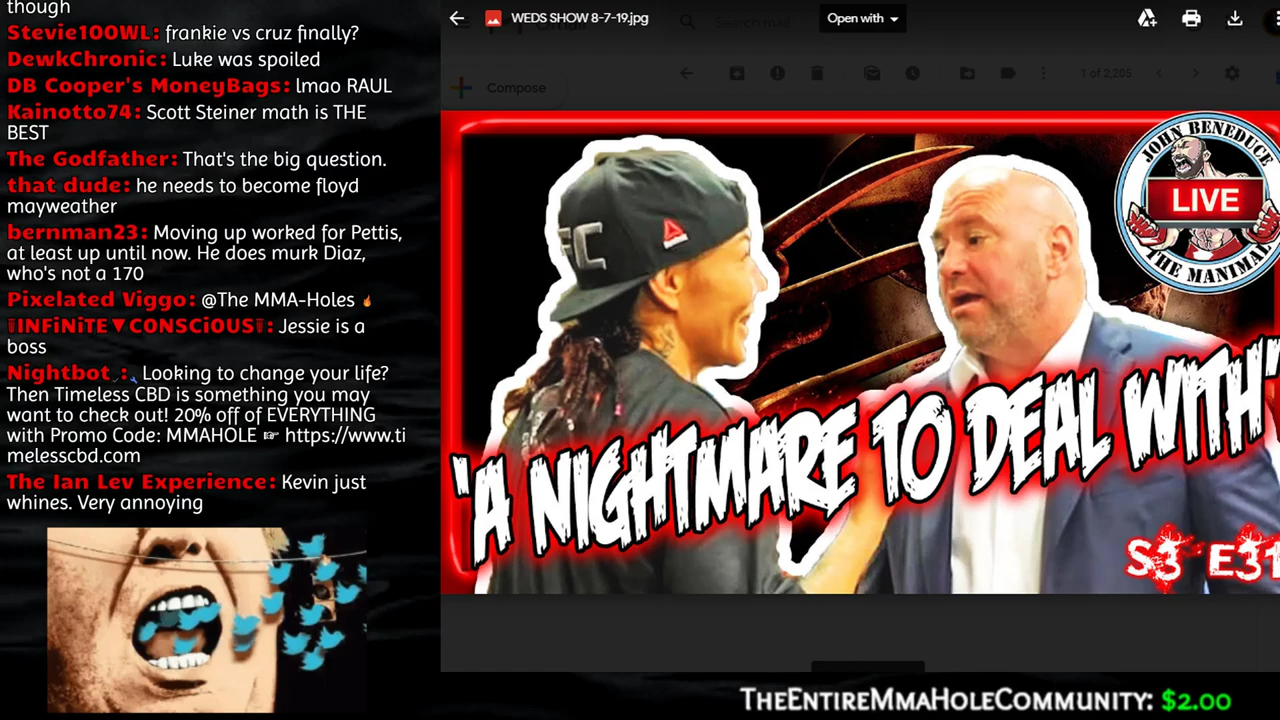 though
Stevie100WL: frankie vs cruz finally?
DewkChronic: Luke was spoiled
DB Cooper's MoneyBags: lmao RAUL
Kainotto74: Scott Steiner math is THE
BEST
The Godfather: That's the big question.
that dude: he needs to become floyd
mayweather
bernman23: Moving up worked for Pettis,
at least up until now. He does murk Diaz,
who's not a 170
Pixelated Viggo: @The MMA-Holes 🔥
INFiNiTE▼CONSCiOUS: Jessie is a
boss
Nightbot : Looking to change your life?
Then Timeless CBD is something you may
want to check out! 20% off of EVERYTHING
with Promo Code: MMAHOLE ☞ https://www.ti
melesscbd.com
The Ian Lev Experience: Kevin just
whines. Very annoying
WEDS SHOW 8-7-19.jpg
Open with
Search mail
Compose
1 of 2,205
JOHN BENEDUCE
LIVE
THE MANIMAL
FC
"A NIGHTMARE TO DEAL WITH"
S3 E31
TheEntireMmaHoleCommunity: $2.00